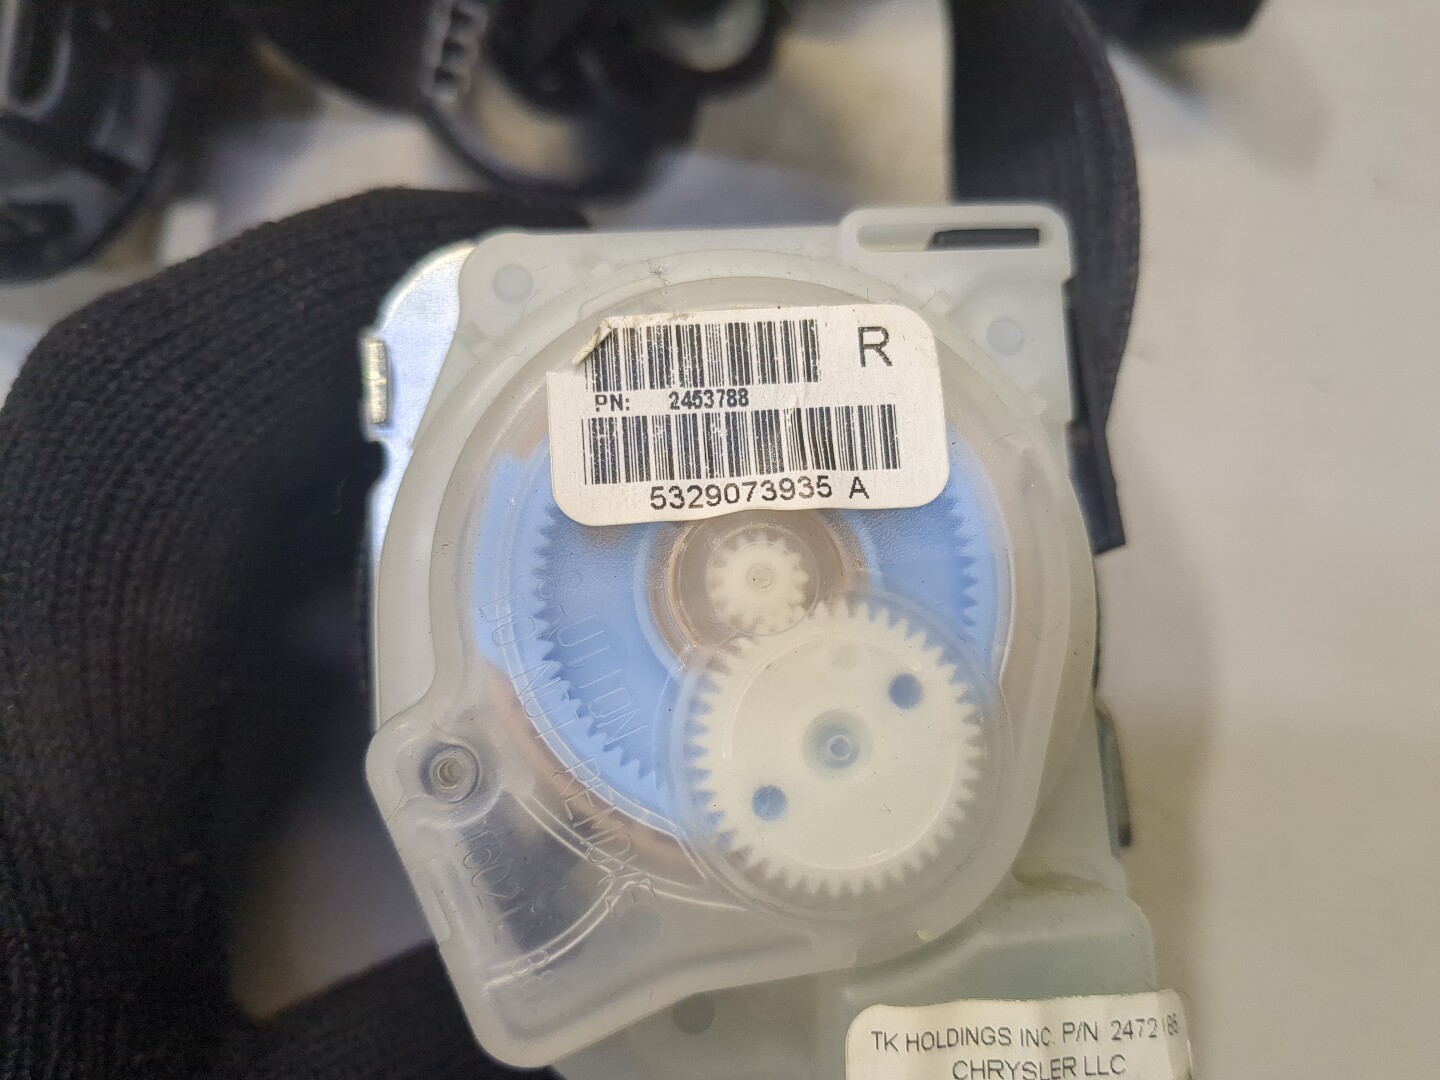 R
PN: 2453788
5329073935 A
CAUTION
DO NOT REMOVE
TK HOLDINGS INC. P/N
CHRYSLER LLC